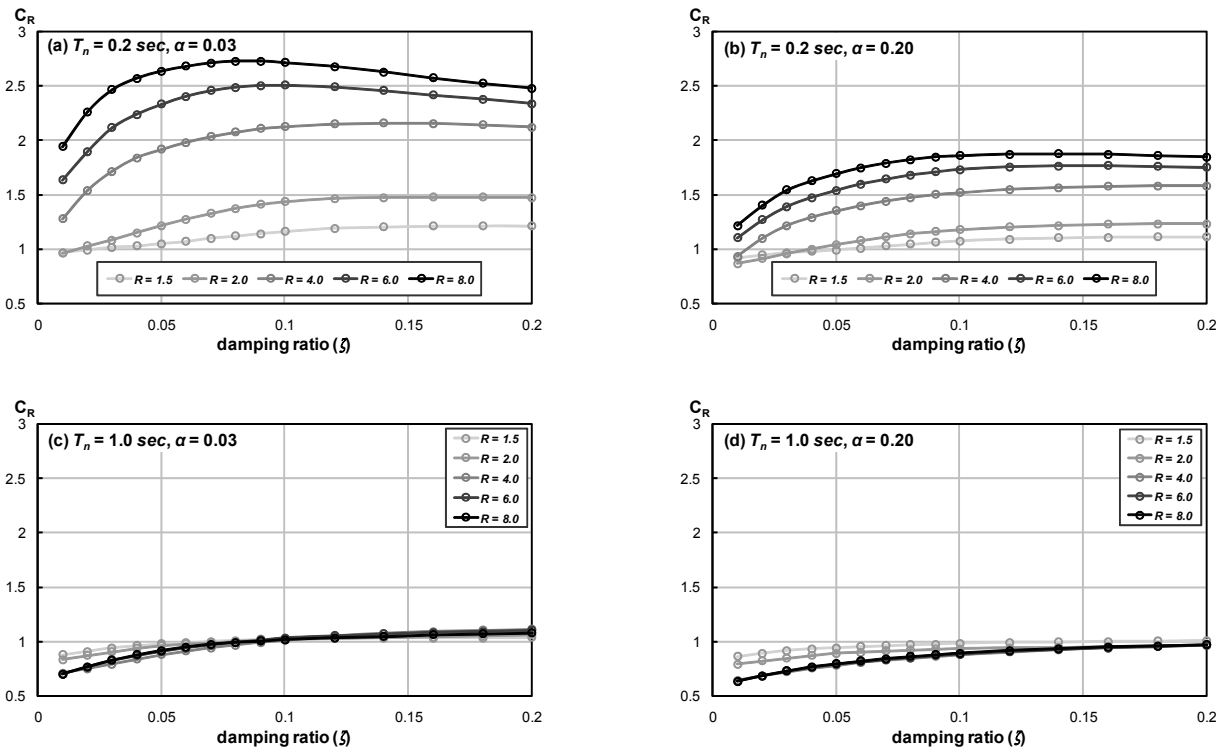 C_R
3
(a) T_n = 0.2 sec, α = 0.03
2.5
2
1.5
1
R = 1.5 R = 2.0 R = 4.0 R = 6.0 R = 8.0
0.5
0 0.05 0.1 0.15 0.2
damping ratio (ζ)
C_R
3
(b) T_n = 0.2 sec, α = 0.20
2.5
2
1.5
1
R = 1.5 R = 2.0 R = 4.0 R = 6.0 R = 8.0
0.5
0 0.05 0.1 0.15 0.2
damping ratio (ζ)
C_R
3
(c) T_n = 1.0 sec, α = 0.03
R = 1.5
R = 2.0
R = 4.0
R = 6.0
R = 8.0
2.5
2
1.5
1
0.5
0 0.05 0.1 0.15 0.2
damping ratio (ζ)
C_R
3
(d) T_n = 1.0 sec, α = 0.20
R = 1.5
R = 2.0
R = 4.0
R = 6.0
R = 8.0
2.5
2
1.5
1
0.5
0 0.05 0.1 0.15 0.2
damping ratio (ζ)